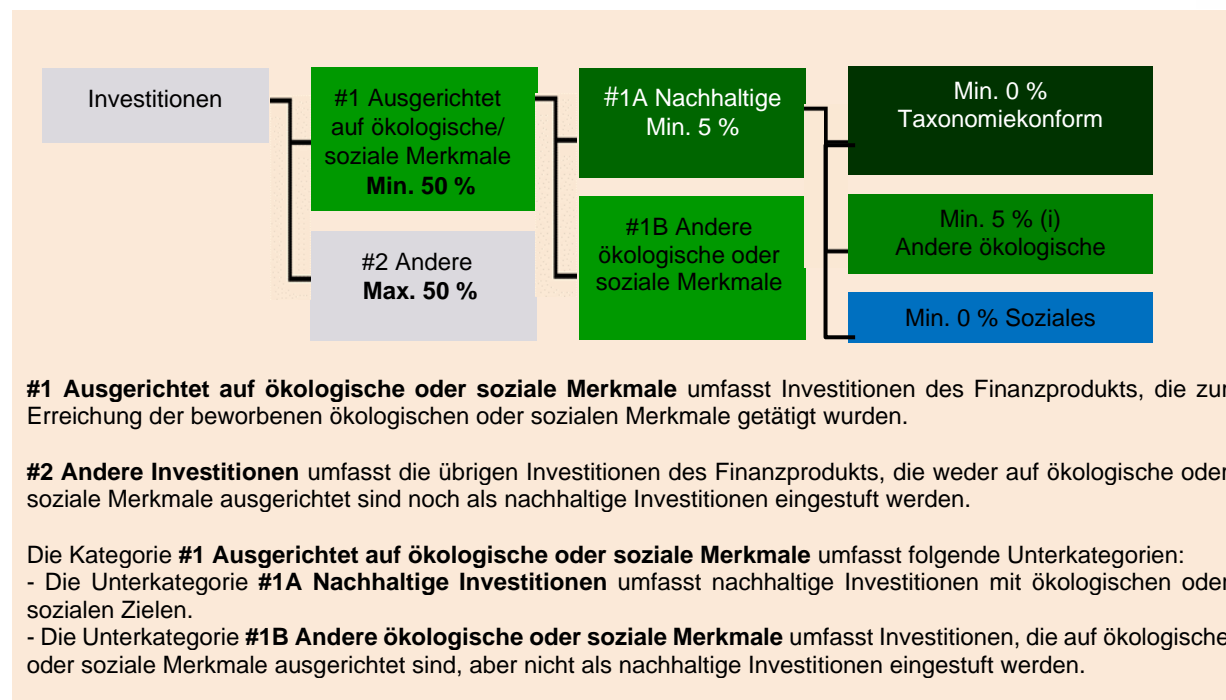 Investitionen
#1 Ausgerichtet
auf ökologische/
soziale Merkmale
Min. 50 %
#2 Andere
Max. 50 %
#1A Nachhaltige
Min. 5 %
#1B Andere
ökologische oder
soziale Merkmale
Min. 0 %
Taxonomiekonform
Min. 5 % (i)
Andere ökologische
Min. 0 % Soziales
#1 Ausgerichtet auf ökologische oder soziale Merkmale umfasst Investitionen des Finanzprodukts, die zur
Erreichung der beworbenen ökologischen oder sozialen Merkmale getätigt wurden.
#2 Andere Investitionen umfasst die übrigen Investitionen des Finanzprodukts, die weder auf ökologische oder
soziale Merkmale ausgerichtet sind noch als nachhaltige Investitionen eingestuft werden.
Die Kategorie #1 Ausgerichtet auf ökologische oder soziale Merkmale umfasst folgende Unterkategorien:
- Die Unterkategorie #1A Nachhaltige Investitionen umfasst nachhaltige Investitionen mit ökologischen oder
sozialen Zielen.
- Die Unterkategorie #1B Andere ökologische oder soziale Merkmale umfasst Investitionen, die auf ökologische
oder soziale Merkmale ausgerichtet sind, aber nicht als nachhaltige Investitionen eingestuft werden.